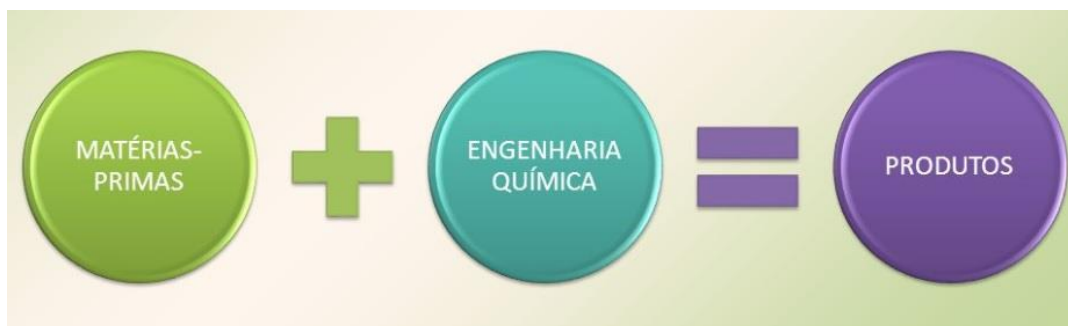 MATÉRIAS-
PRIMAS
ENGENHARIA
QUÍMICA
PRODUTOS